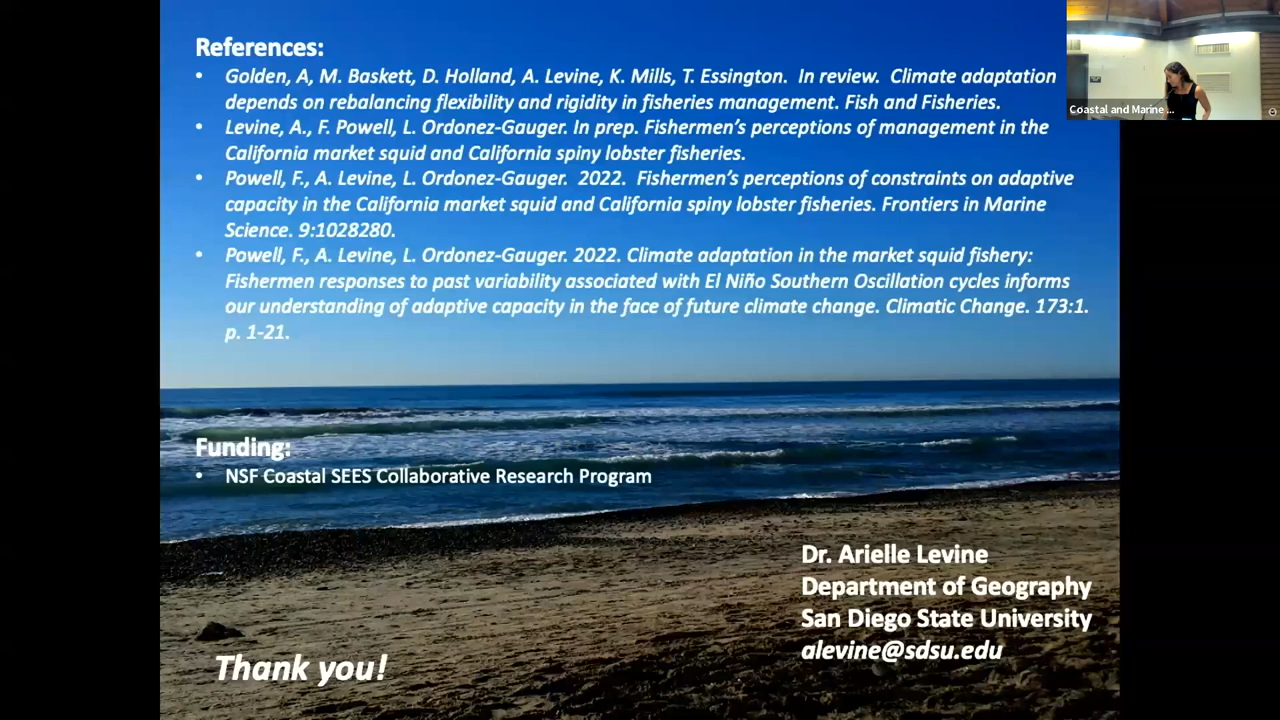 References:
• Golden, A, M. Baskett, D. Holland, A. Levine, K. Mills, T. Essington. In review. Climate adaptation
depends on rebalancing flexibility and rigidity in fisheries management. Fish and Fisheries.
• Levine, A., F. Powell, L. Ordonez-Gauger. In prep. Fishermen's perceptions of management in the
California market squid and California spiny lobster fisheries.
• Powell, F., A. Levine, L. Ordonez-Gauger. 2022. Fishermen's perceptions of constraints on adaptive
capacity in the California market squid and California spiny lobster fisheries. Frontiers in Marine
Science. 9:1028280.
• Powell, F., A. Levine, L. Ordonez-Gauger. 2022. Climate adaptation in the market squid fishery:
Fishermen responses to past variability associated with El Niño Southern Oscillation cycles informs
our understanding of adaptive capacity in the face of future climate change. Climatic Change. 173:1.
p. 1-21.
Coastal and Marine ...
Funding:
• NSF Coastal SEES Collaborative Research Program
Dr. Arielle Levine
Department of Geography
San Diego State University
alevine@sdsu.edu
Thank you!